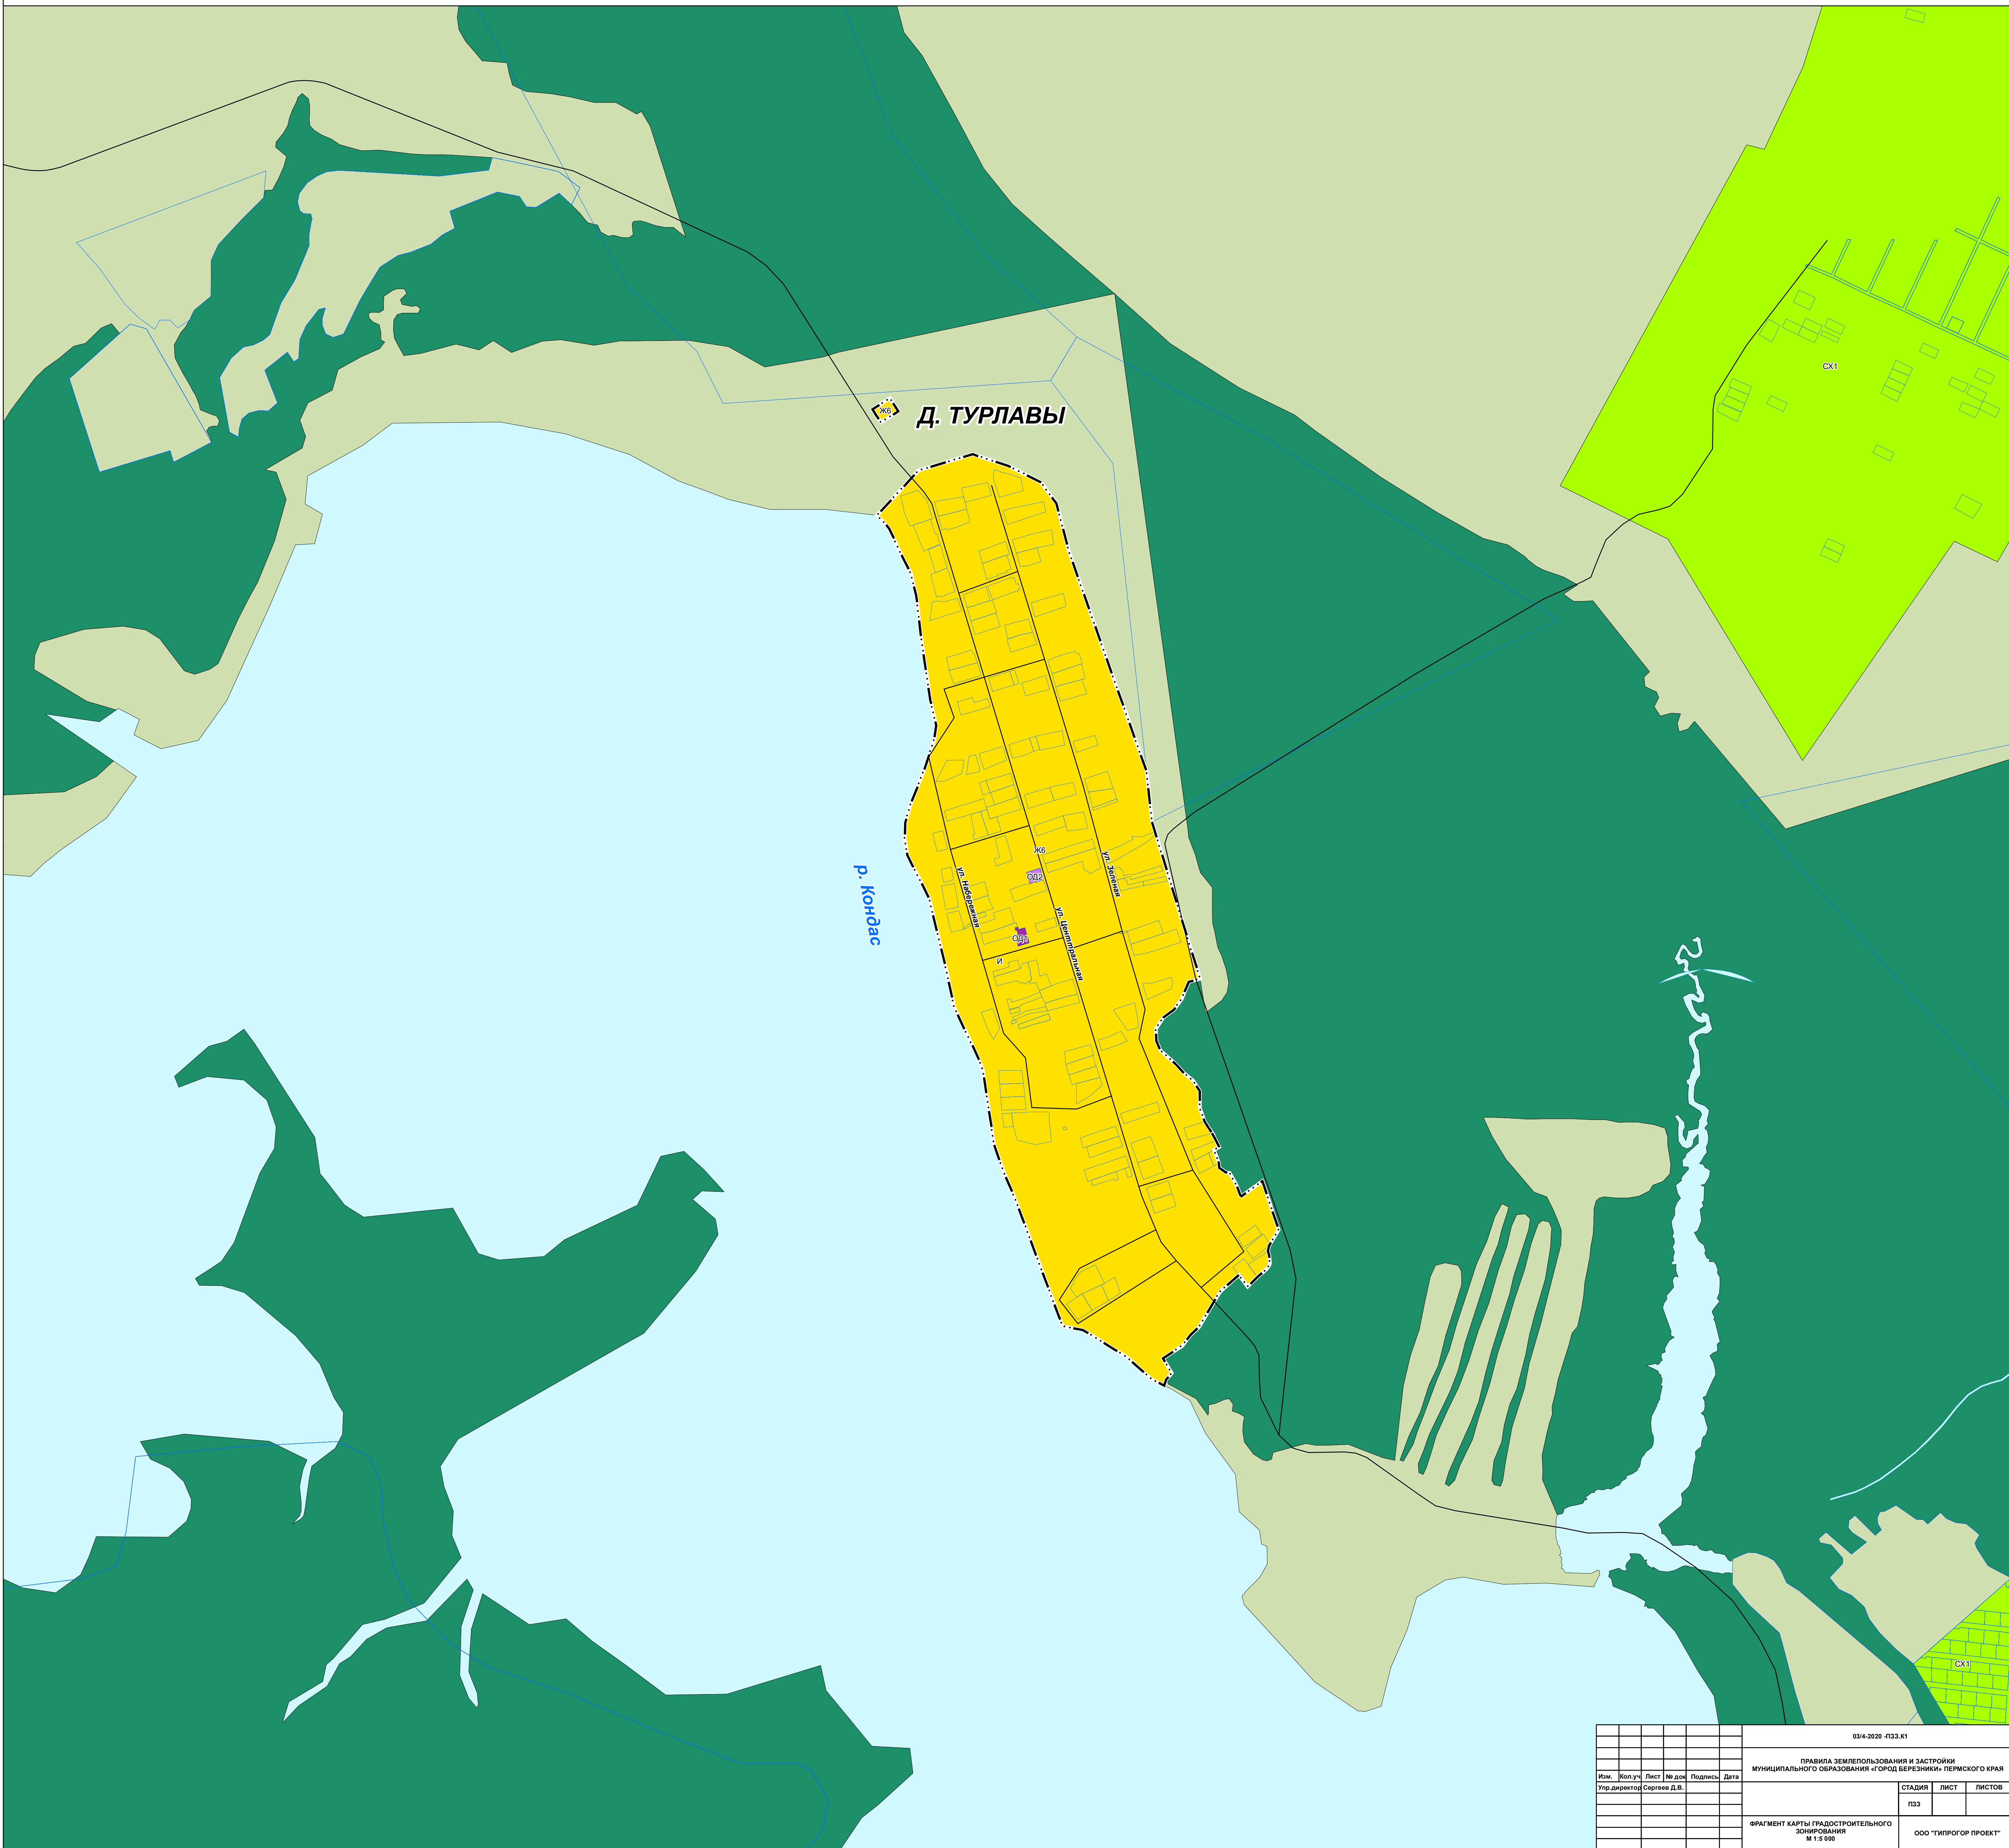 Ж6
Д. ТУРЛАВЫ
СХ1
р. Кондас
Ж6
ОД2
ул. Зеленая
ул. Набережная
ул. Центтральная
ОД1
И
СХ1
03/4-2020 -ПЗЗ.К1
ПРАВИЛА ЗЕМЛЕПОЛЬЗОВАНИЯ И ЗАСТРОЙКИ
МУНИЦИПАЛЬНОГО ОБРАЗОВАНИЯ «ГОРОД БЕРЕЗНИКИ» ПЕРМСКОГО КРАЯ
Изм. Кол.уч Лист № док Подпись Дата
Упр.директор Сергеев Д.В.
СТАДИЯ ЛИСТ ЛИСТОВ
ПЗЗ
ФРАГМЕНТ КАРТЫ ГРАДОСТРОИТЕЛЬНОГО
ЗОНИРОВАНИЯ
М 1:5 000
ООО "ГИПРОГОР ПРОЕКТ"